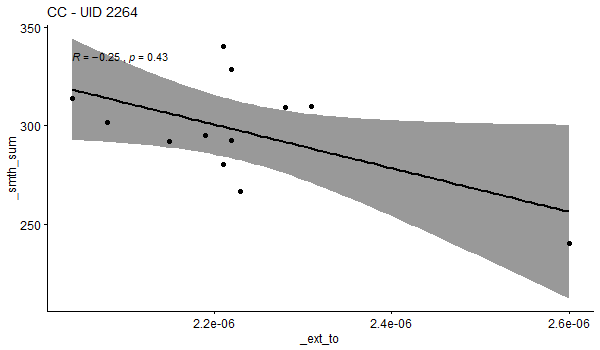 CC - UID 2264
350
R = −0.25 , p = 0.43
300
250
_smth_sum
2.2e-06 2.4e-06 2.6e-06
_ext_to